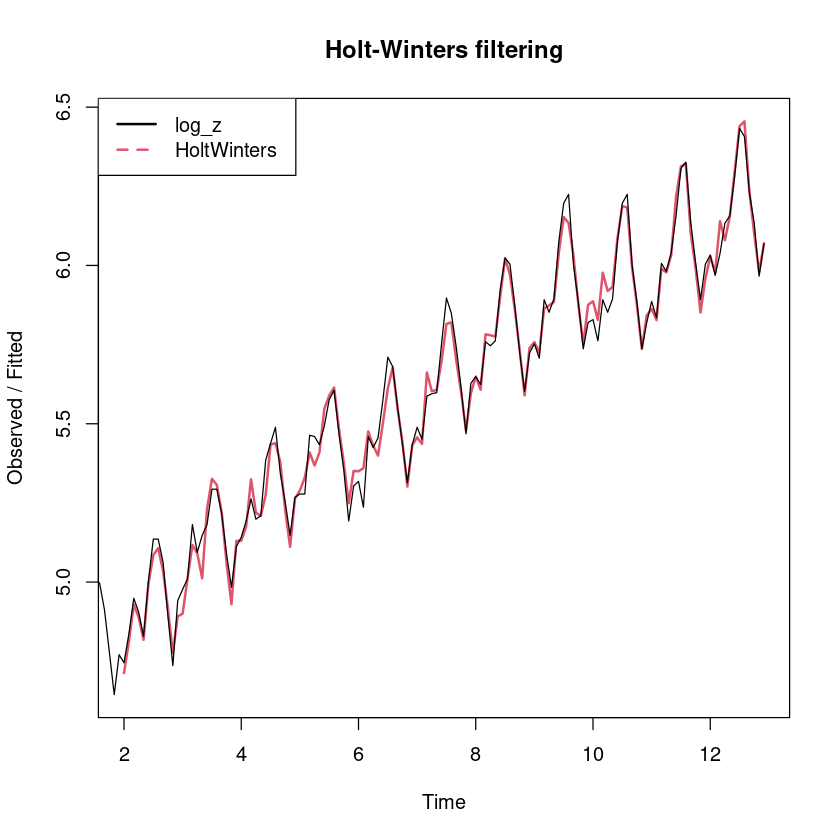 Holt-Winters filtering
log_z
HoltWinters
Observed / Fitted
6.5
6.0
5.5
5.0
2 4 6 8 10 12
Time